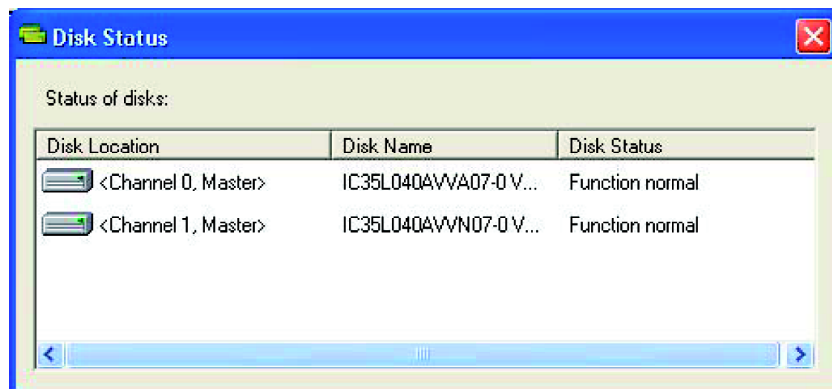 Disk Status
Status of disks:
Disk Location Disk Name Disk Status
<Channel 0, Master> IC35L040AVVA07-0 V... Function normal
<Channel 1, Master> IC35L040AVVN07-0 V... Function normal